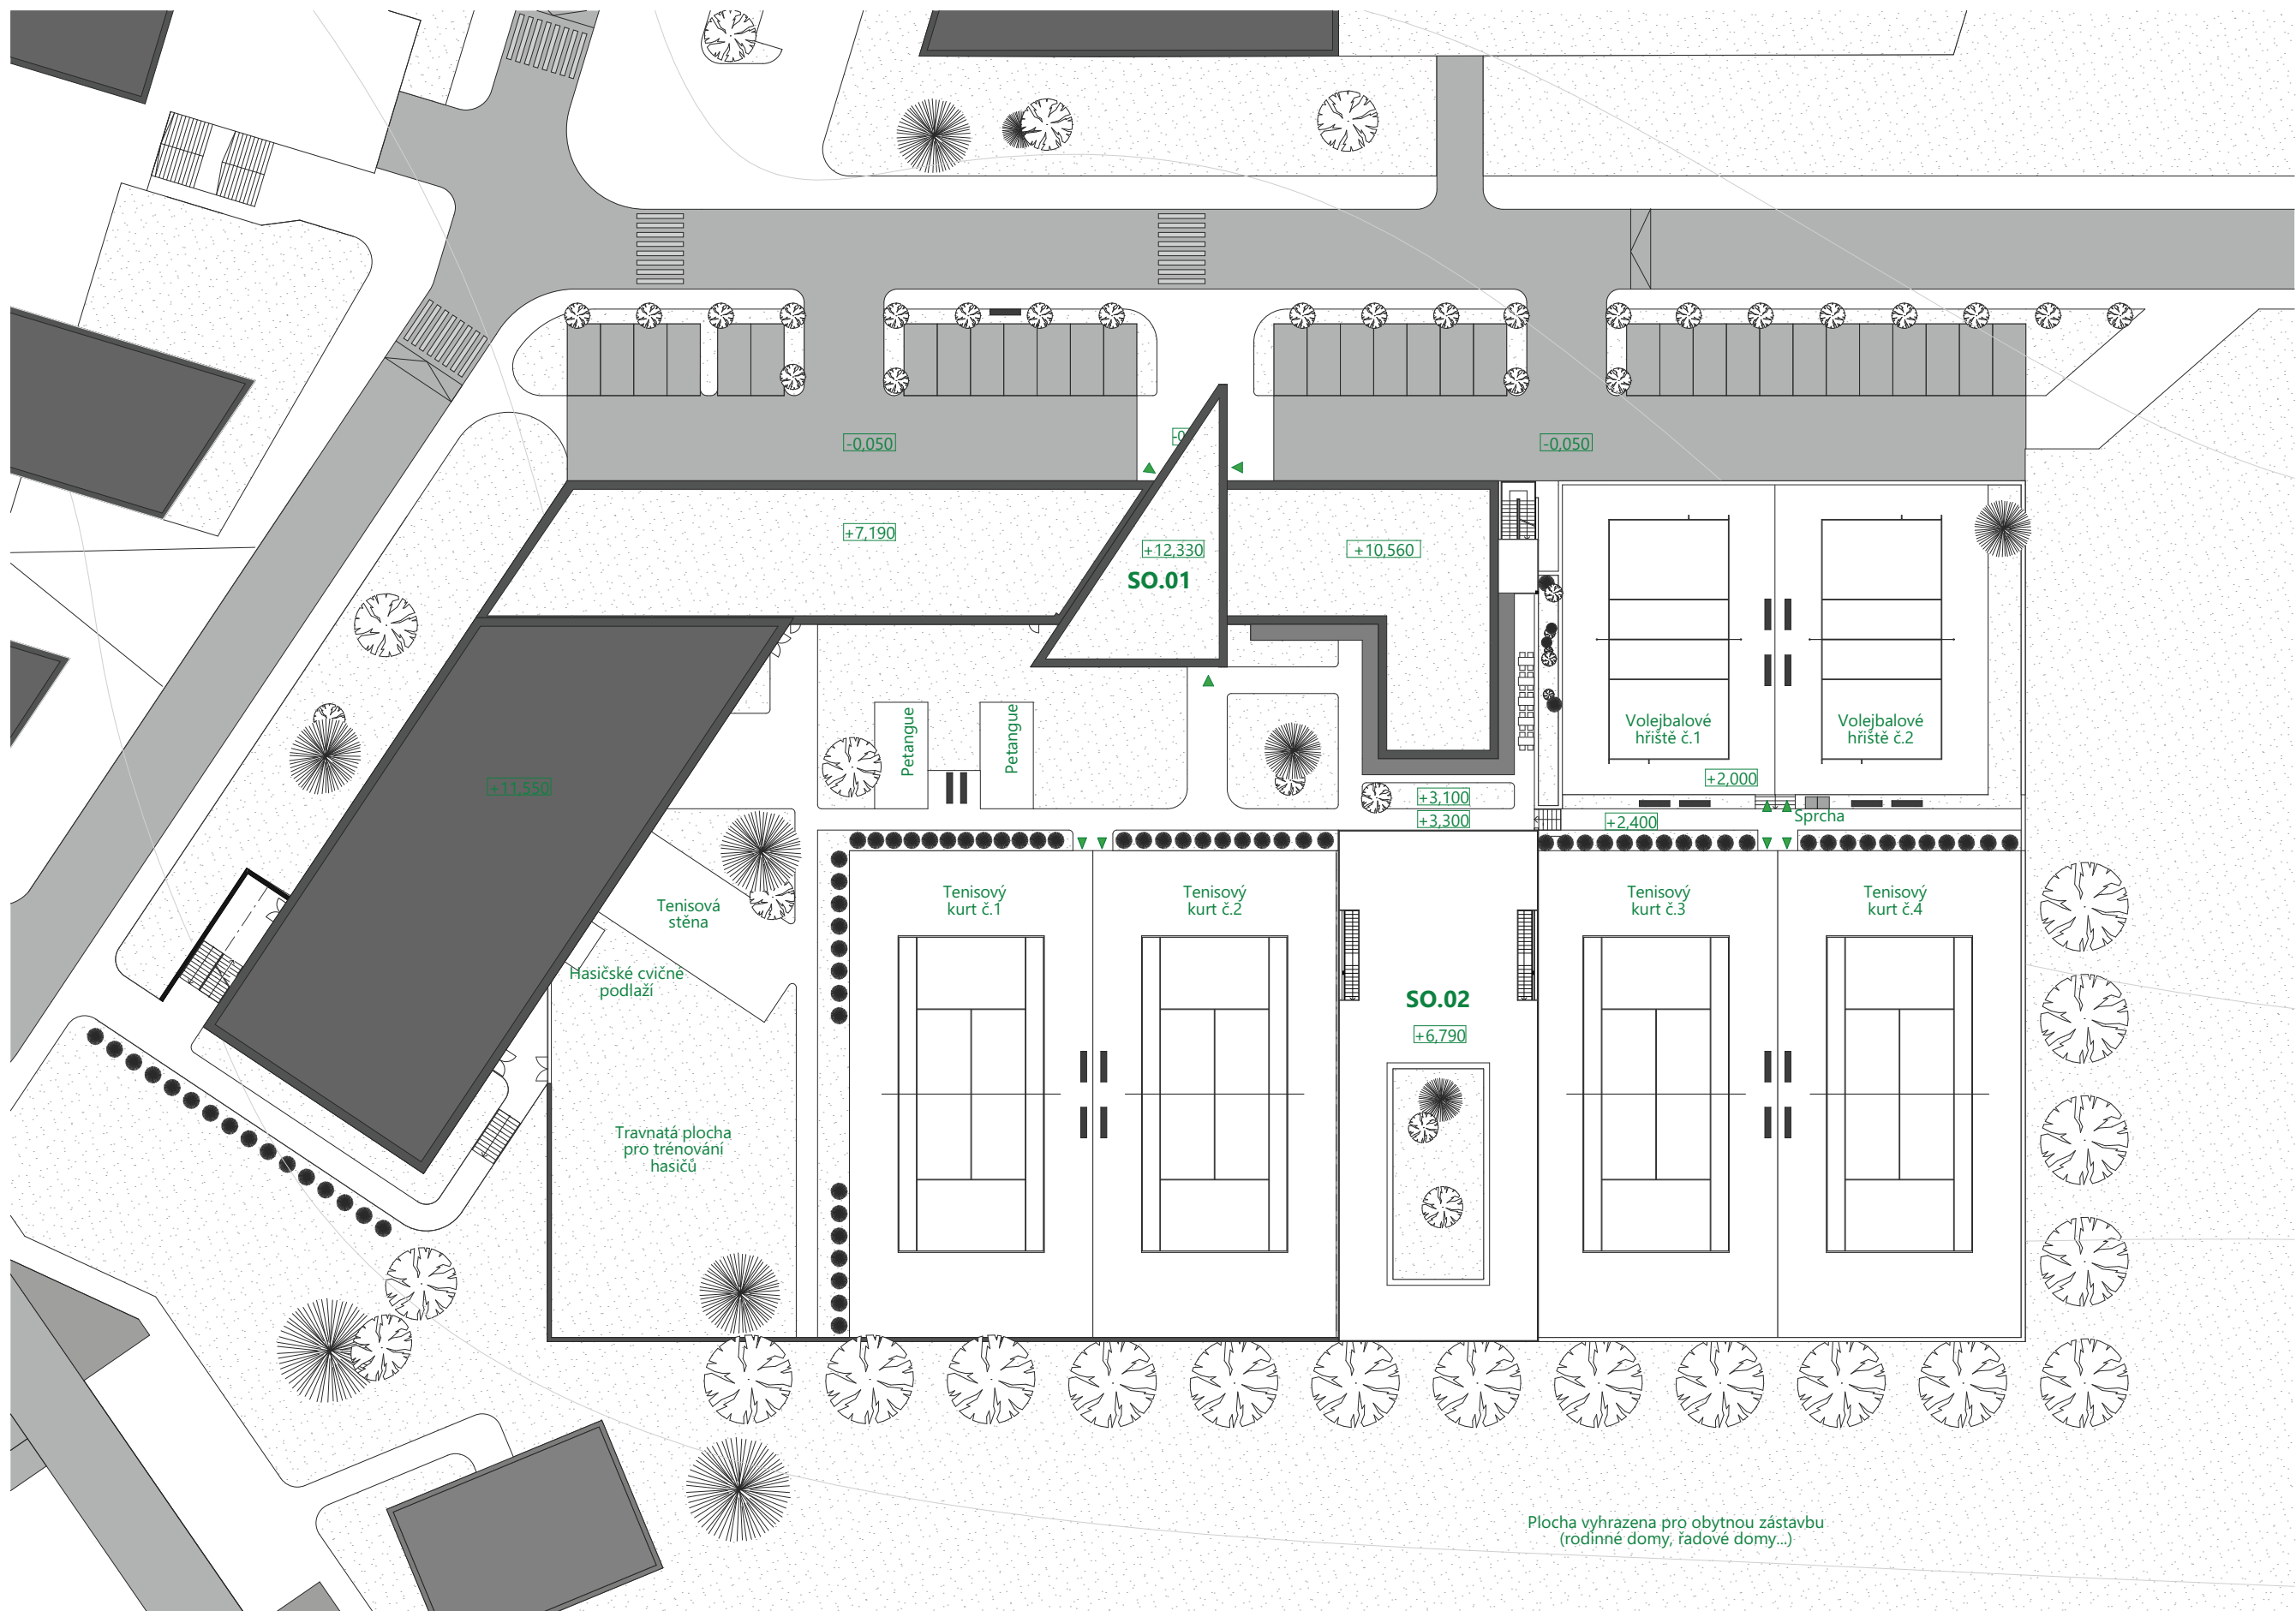 -0,050
-0,050
+7,190
+12,330
SO.01
+10,560
Petangue
Petangue
Volejbalové
hřiště č.1
Volejbalové
hřiště č.2
+11,550
+2,000
+3,100
+3,300
+2,400
Sprcha
Tenisová
stěna
Tenisový
kurt č.1
Tenisový
kurt č.2
Tenisový
kurt č.3
Tenisový
kurt č.4
Hasičské cvičné
podlaží
SO.02
+6,790
Travnatá plocha
pro trénování
hasičů
Plocha vyhrazena pro obytnou zástavbu
(rodinné domy, řadové domy...)